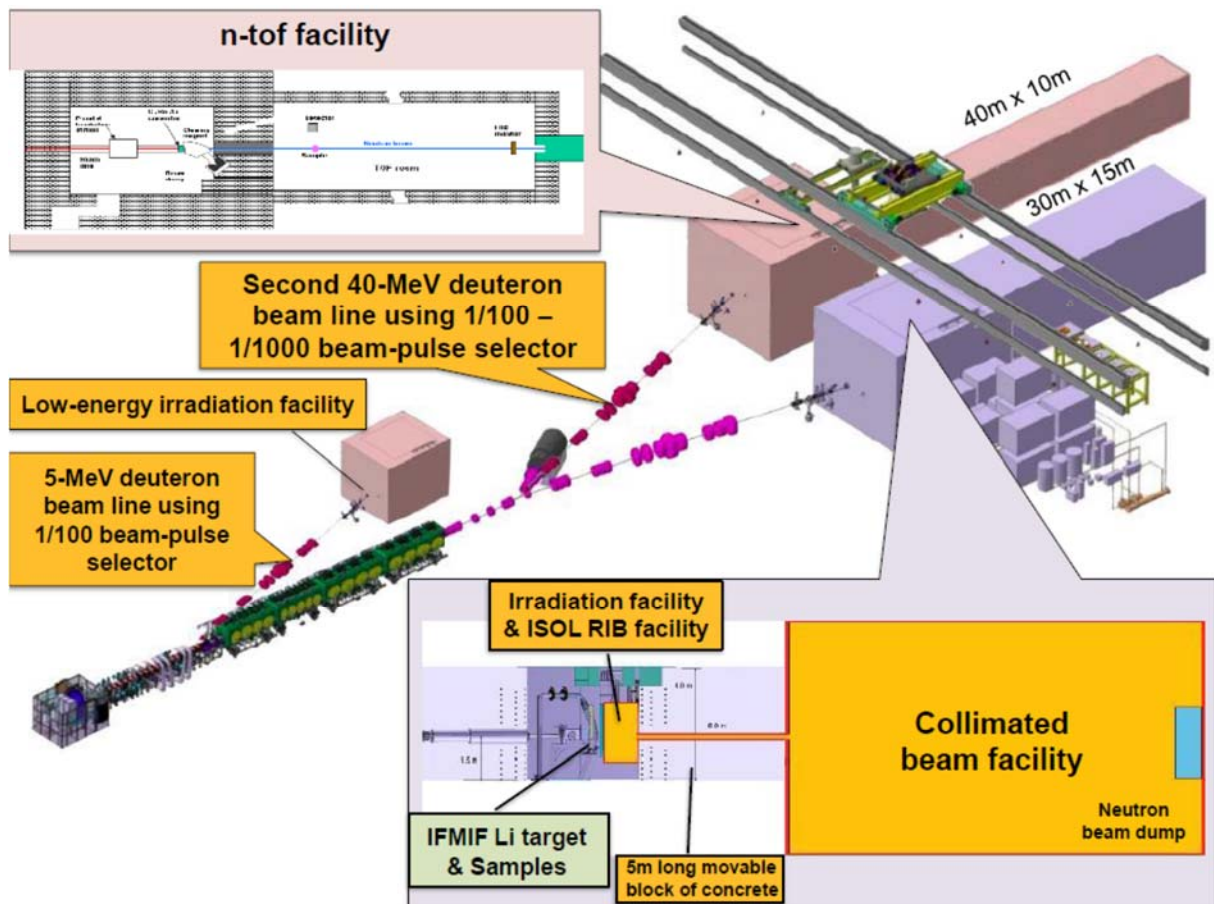 n-tof facility
40m x 10m
30m x 15m
Second 40-MeV deuteron
beam line using 1/100 –
1/1000 beam-pulse selector
Low-energy irradiation facility
5-MeV deuteron
beam line using
1/100 beam-pulse
selector
Irradiation facility
& ISOL RIB facility
Collimated
beam facility
Neutron
beam dump
IFMIF Li target
& Samples
5m long movable
block of concrete